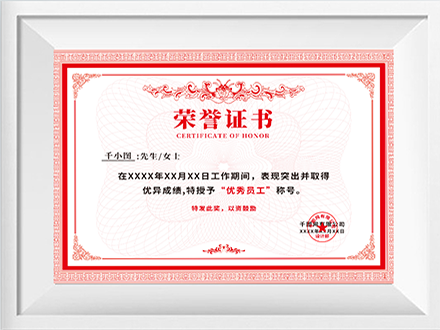 荣誉证书
CERTIFICATE OF HONOR
千小图 :先生/女士
在XXXX年XX月XX日工作期间，表现突出并取得
优异成绩,特授予“优秀员工”称号。
特发此奖，以资鼓励
千图网有限公司
XXXX年XX月XX日